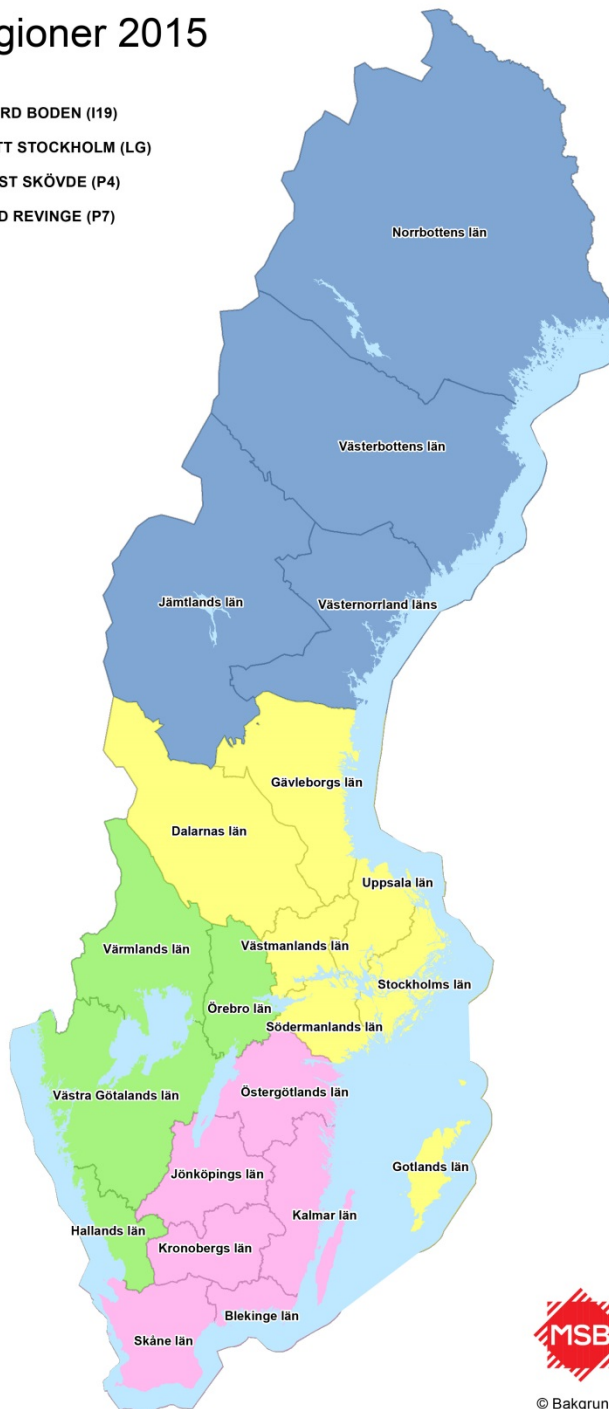 gioner 2015
RD BODEN (I19)
TT STOCKHOLM (LG)
ST SKÖVDE (P4)
D REVINGE (P7)
Norrbottens län
Västerbottens län
Jämtlands län
Västernorrland läns
Gävleborgs län
Dalarnas län
Uppsala län
Värmlands län
Västmanlands län
Stockholms län
Örebro län
Södermanlands län
Västra Götalands län
Östergötlands län
Gotlands län
Jönköpings län
Kalmar län
Hallands län
Kronobergs län
Blekinge län
Skåne län
MSB
© Bakgrun